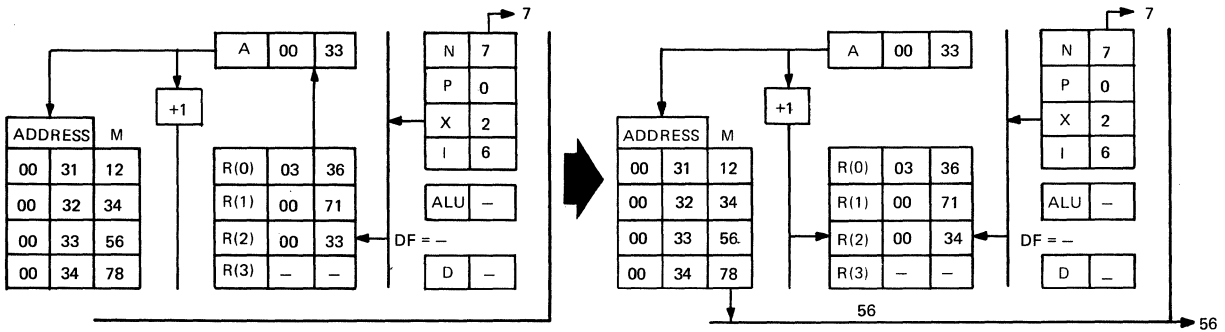 7
A 00 33
N 7
P 0
X 2
I 6
+1
ADDRESS M
00 31 12
00 32 34
00 33 56
00 34 78
R(0) 03 36
R(1) 00 71
R(2) 00 33
R(3) – –
ALU –
DF = –
D –
7
A 00 33
N 7
P 0
X 2
I 6
+1
ADDRESS M
00 31 12
00 32 34
00 33 56
00 34 78
R(0) 03 36
R(1) 00 71
R(2) 00 34
R(3) – –
ALU –
DF = –
D –
56
56